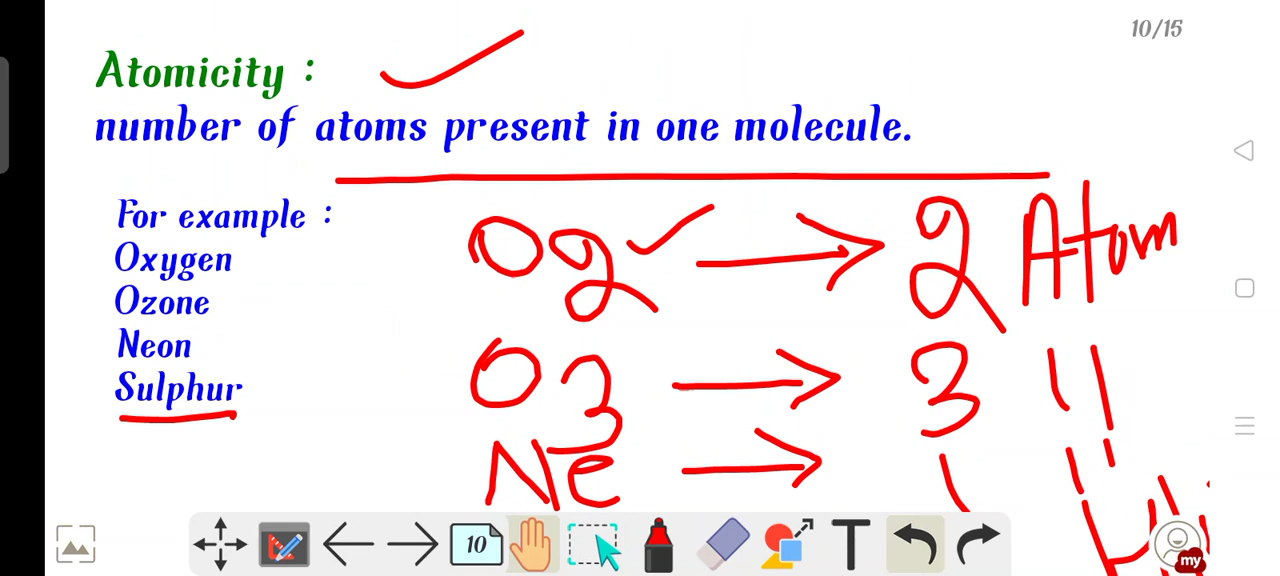 10/15
Atomicity :
number of atoms present in one molecule.
For example :
Oxygen
Ozone
Neon
Sulphur
O2 → 2 Atom
O3 → 3 "
Ne → 1 "
10
T
my